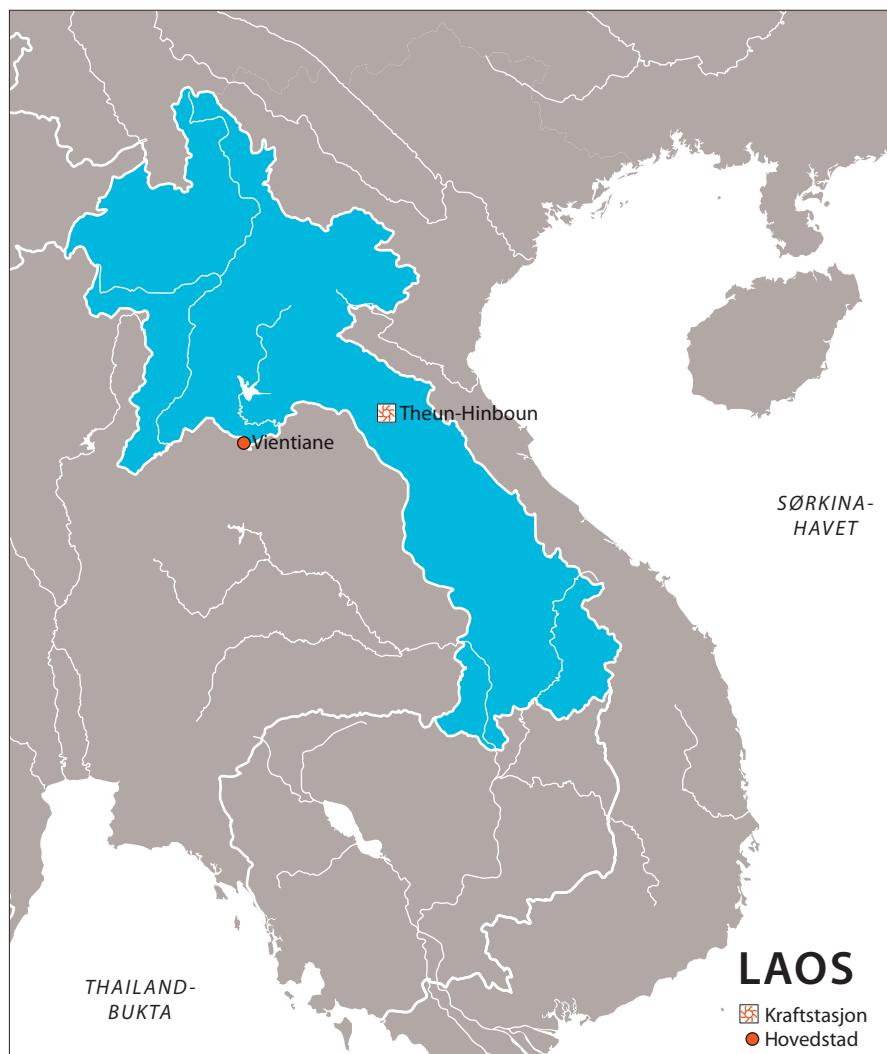 Theun-Hinboun
Vientiane
SØRKINA-
HAVET
THAILAND-
BUKTA
LAOS
Kraftstasjon
Hovedstad